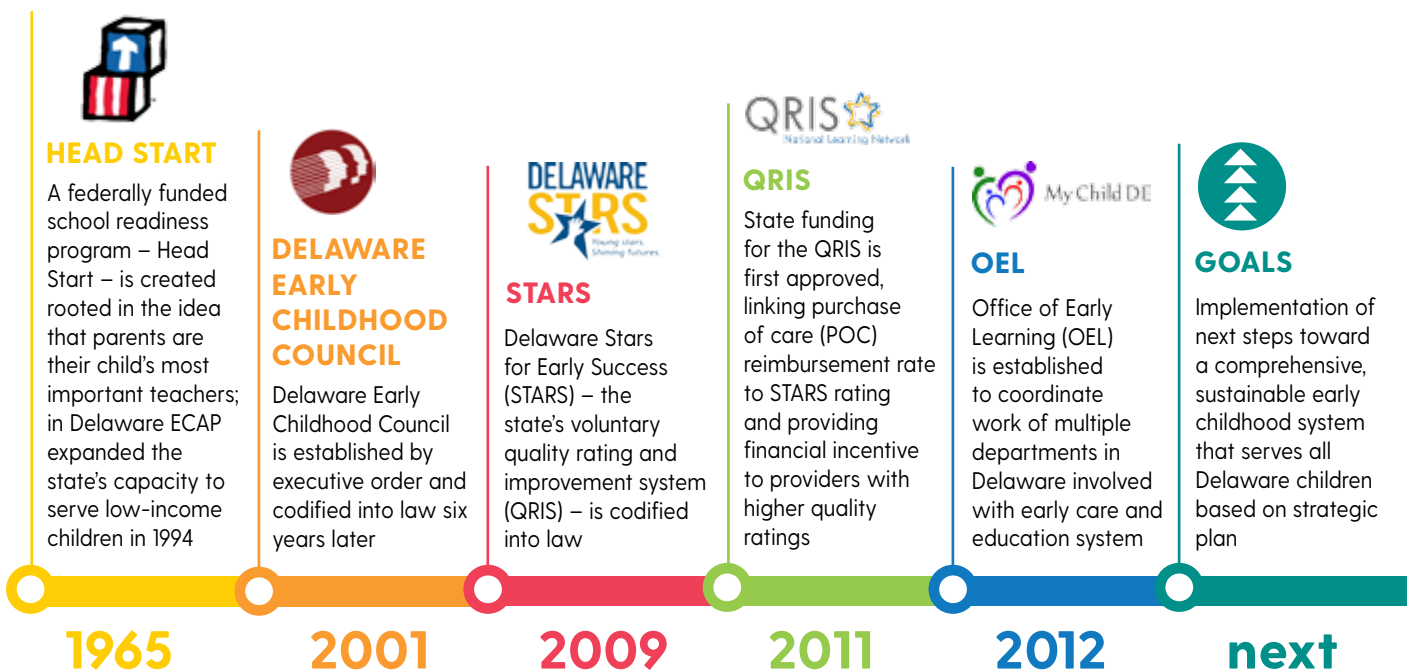 HEAD START
A federally funded
school readiness
program – Head
Start – is created
rooted in the idea
that parents are
their child's most
important teachers;
in Delaware ECAP
expanded the
state's capacity to
serve low-income
children in 1994
1965
DELAWARE
EARLY
CHILDHOOD
COUNCIL
Delaware Early
Childhood Council
is established by
executive order and
codified into law six
years later
2001
DELAWARE
STARS
Young stars.
Shining futures.
STARS
Delaware Stars
for Early Success
(STARS) – the
state's voluntary
quality rating and
improvement system
(QRIS) – is codified
into law
2009
QRIS
National Learning Network
QRIS
State funding
for the QRIS is
first approved,
linking purchase
of care (POC)
reimbursement rate
to STARS rating
and providing
financial incentive
to providers with
higher quality
ratings
2011
My Child DE
OEL
Office of Early
Learning (OEL)
is established
to coordinate
work of multiple
departments in
Delaware involved
with early care and
education system
2012
GOALS
Implementation of
next steps toward
a comprehensive,
sustainable early
childhood system
that serves all
Delaware children
based on strategic
plan
next